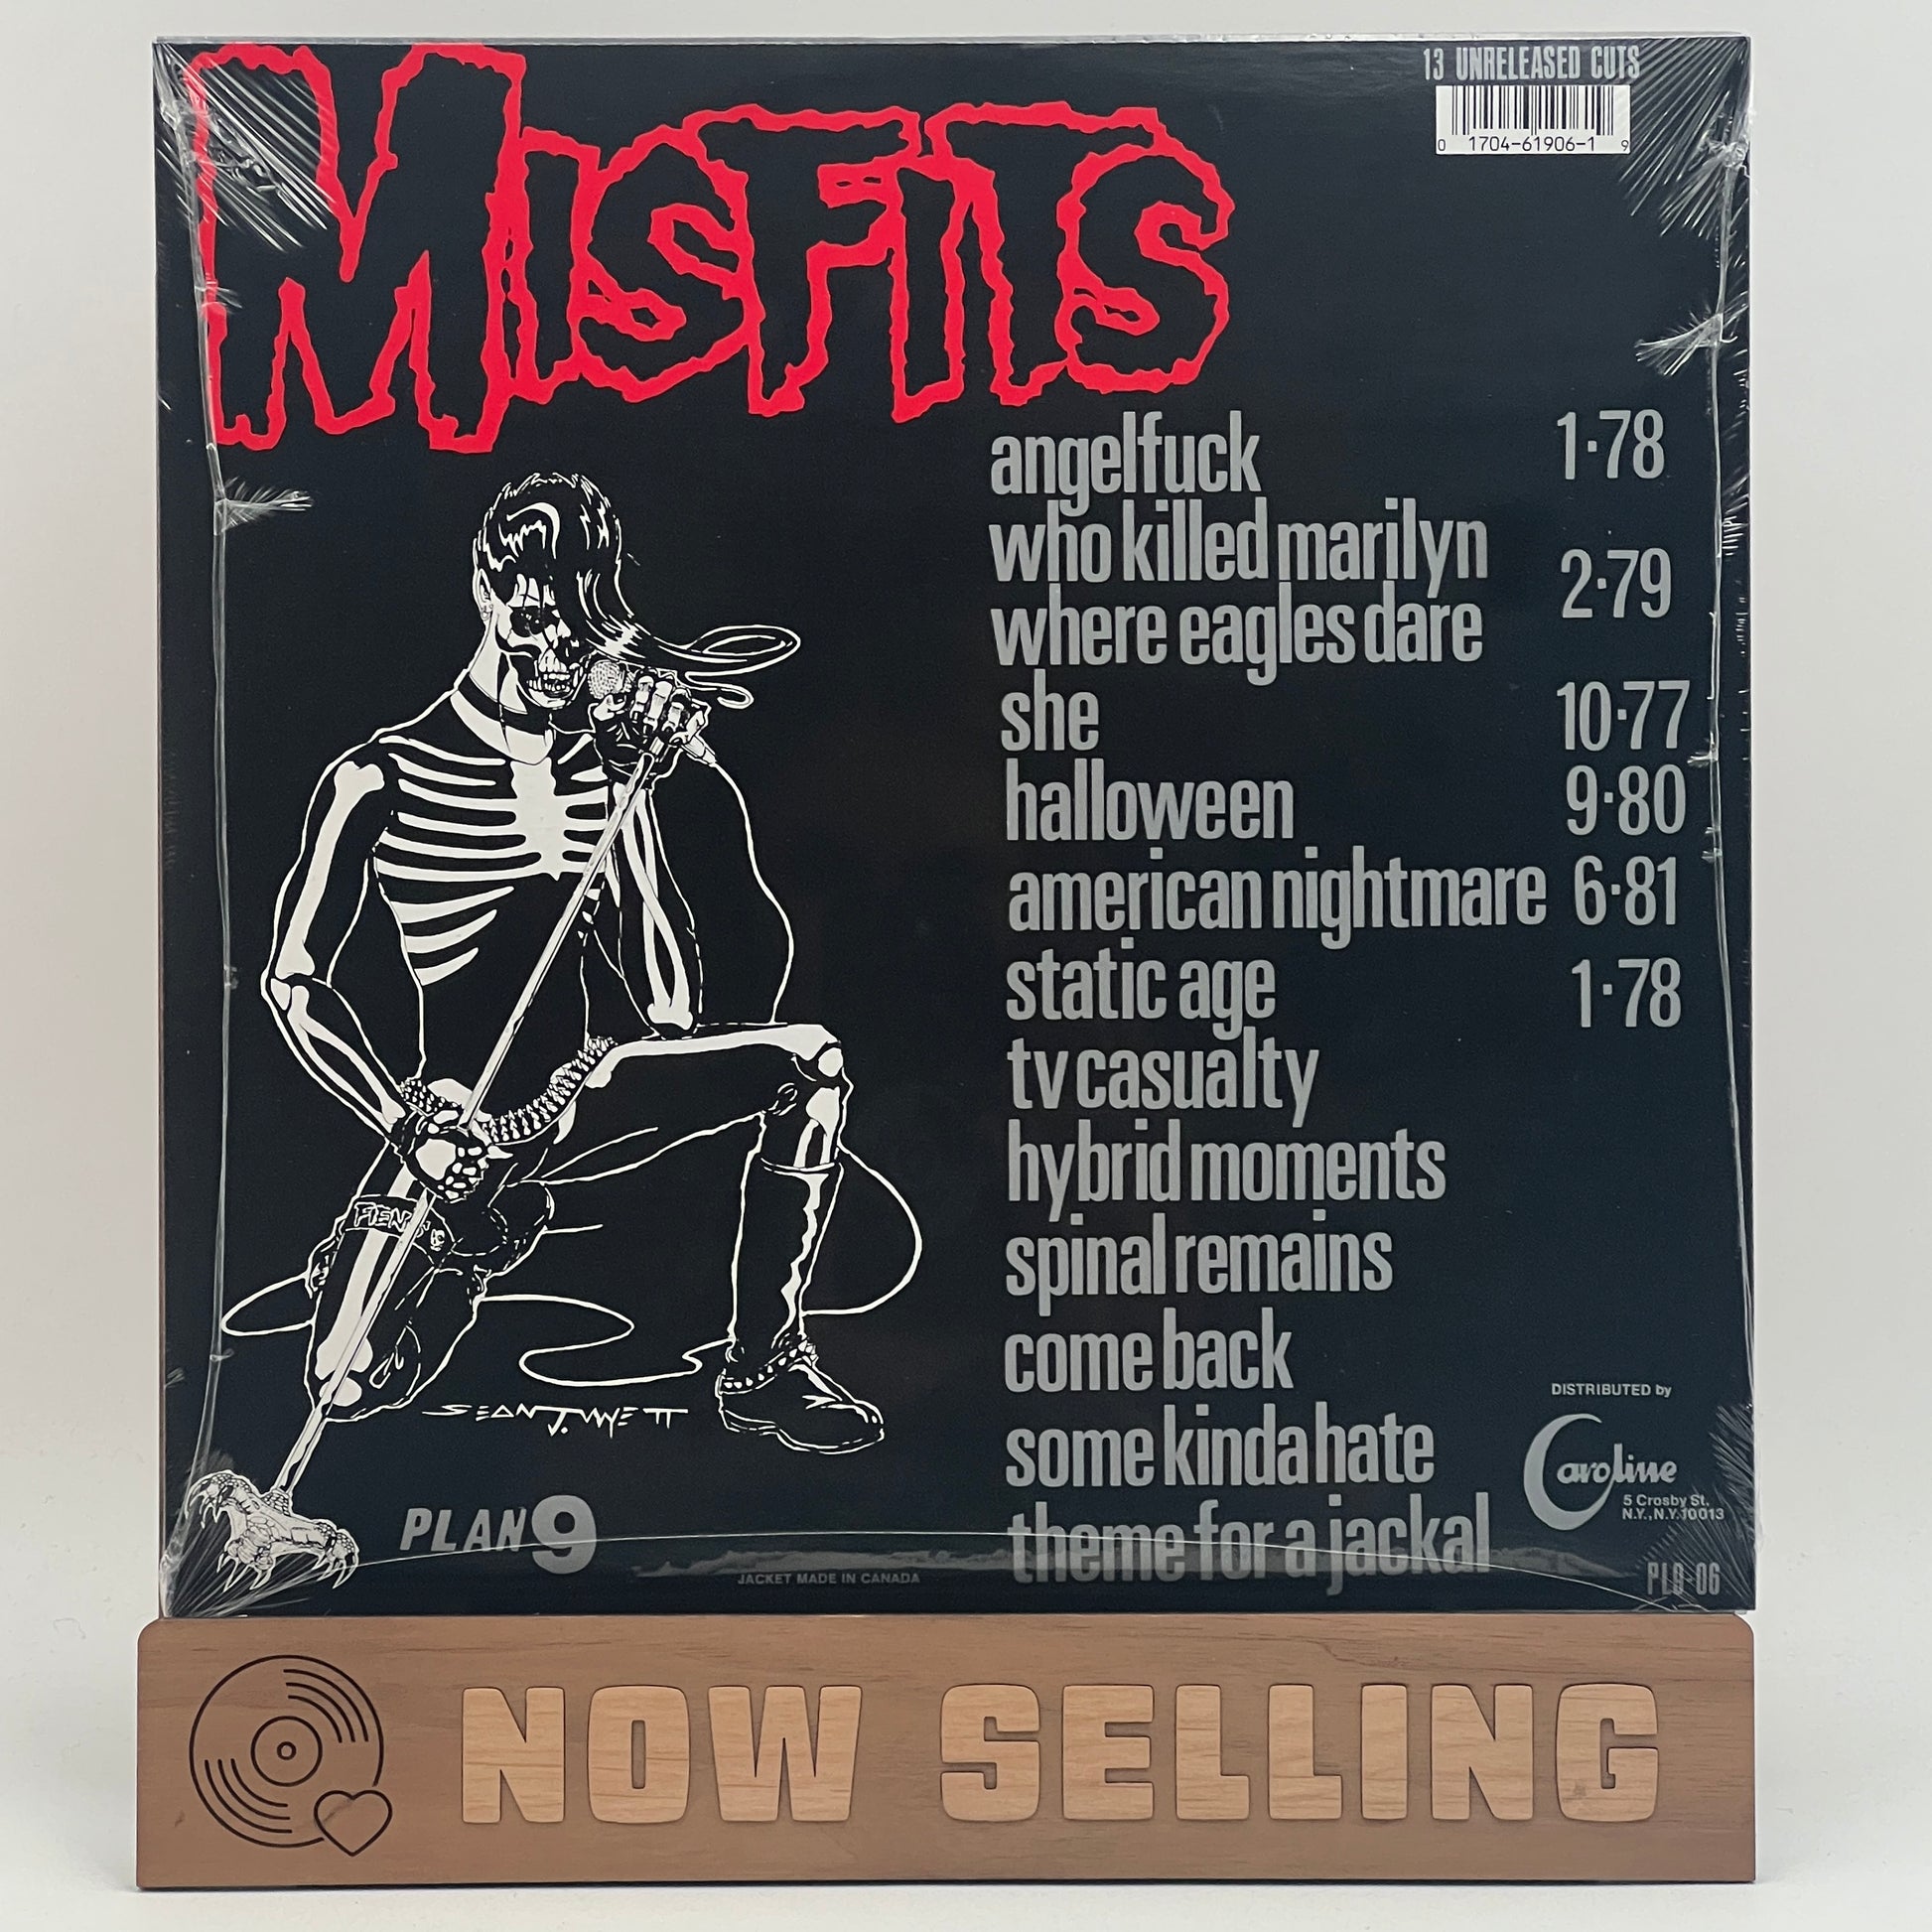 MISFITS
13 UNRELEASED CUTS
0 1704-61906-1 9
angelfuck 1·78
who killed marilyn
2·79
where eagles dare
she 10·77
halloween 9·80
american nightmare 6·81
static age 1·78
tv casualty
hybrid moments
spinal remains
come back
some kinda hate
theme for a jackal
FIEND
SEAN J. WYETT
PLAN 9
JACKET MADE IN CANADA
DISTRIBUTED by
Caroline
5 Crosby St.
N.Y., N.Y. 10013
PL9-06
NOW SELLING